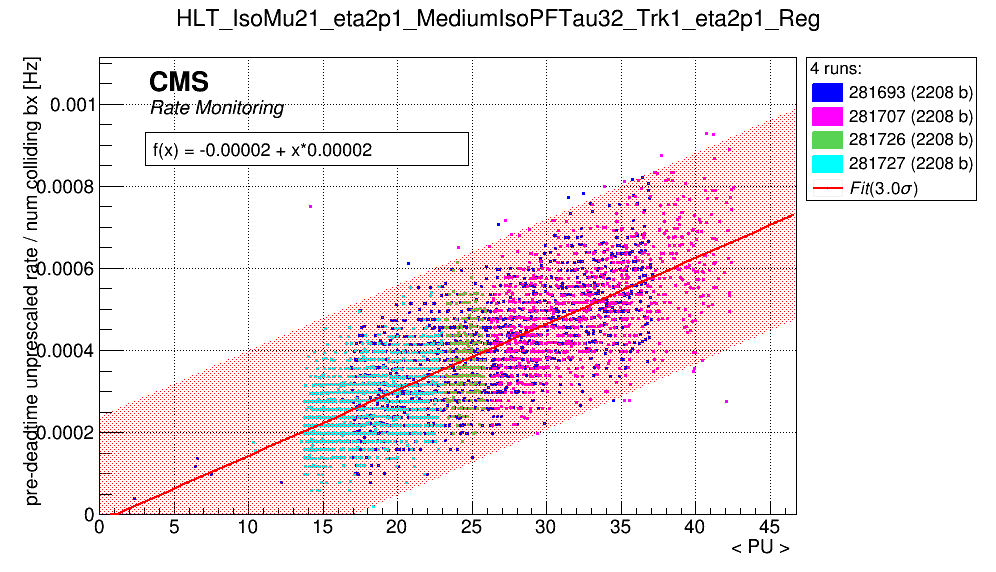 HLT_IsoMu21_eta2p1_MediumIsoPFTau32_Trk1_eta2p1_Reg
pre-deadtime unprescaled rate / num colliding bx [Hz]
CMS
Rate Monitoring
f(x) = -0.00002 + x*0.00002
4 runs:
281693 (2208 b)
281707 (2208 b)
281726 (2208 b)
281727 (2208 b)
Fit(3.0σ)
0.001
0.0008
0.0006
0.0004
0.0002
0
0 5 10 15 20 25 30 35 40 45
< PU >